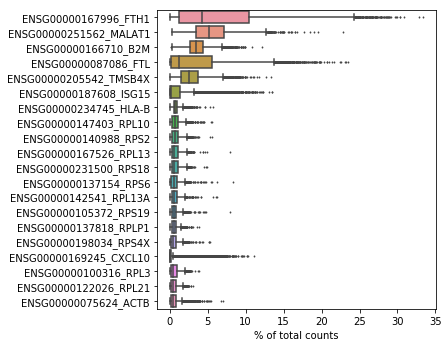 ENSG00000167996_FTH1
ENSG00000251562_MALAT1
ENSG00000166710_B2M
ENSG00000087086_FTL
ENSG00000205542_TMSB4X
ENSG00000187608_ISG15
ENSG00000234745_HLA-B
ENSG00000147403_RPL10
ENSG00000140988_RPS2
ENSG00000167526_RPL13
ENSG00000231500_RPS18
ENSG00000137154_RPS6
ENSG00000142541_RPL13A
ENSG00000105372_RPS19
ENSG00000137818_RPLP1
ENSG00000198034_RPS4X
ENSG00000169245_CXCL10
ENSG00000100316_RPL3
ENSG00000122026_RPL21
ENSG00000075624_ACTB
0 5 10 15 20 25 30 35
% of total counts